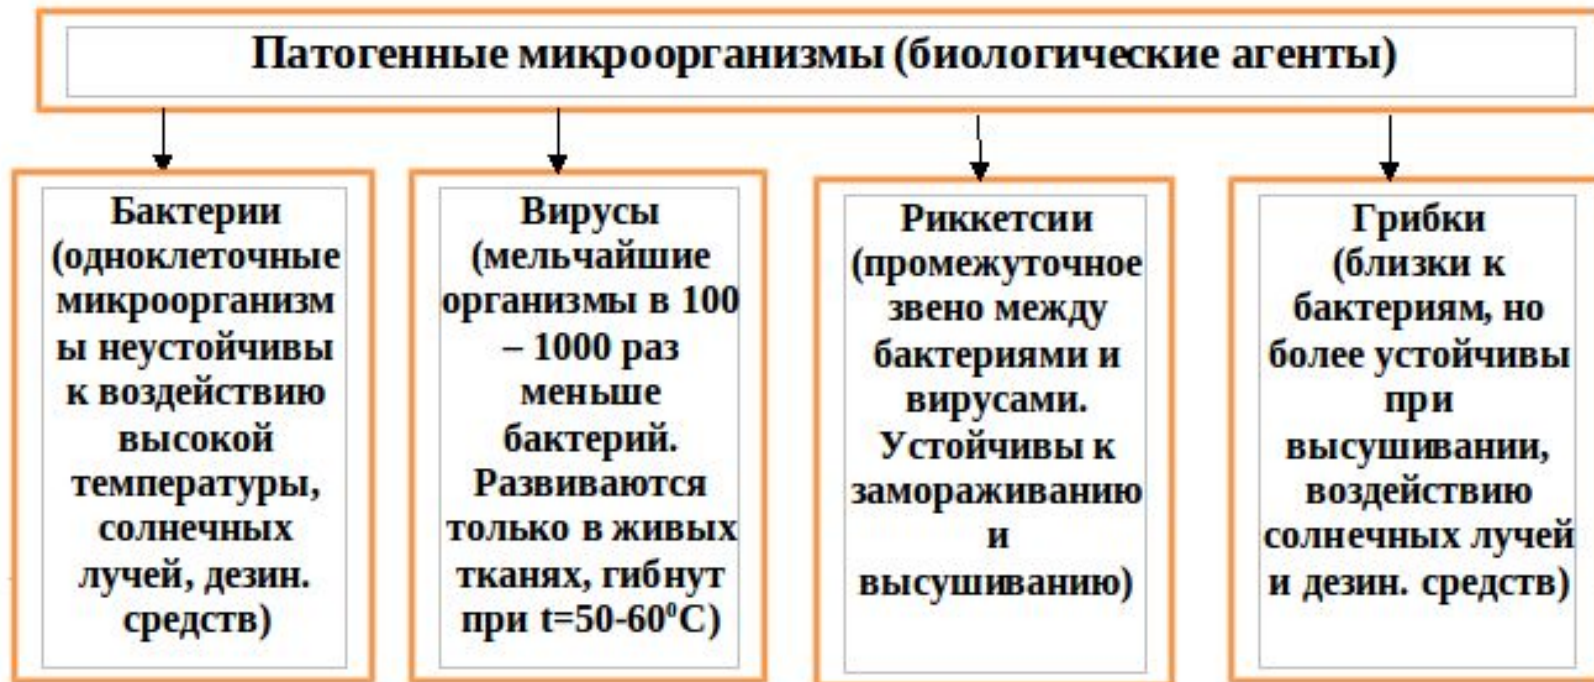 Патогенные микроорганизмы (биологические агенты)
Бактерии
(одноклеточные
микроорганизм
ы неустойчивы
к воздействию
высокой
температуры,
солнечных
лучей, дезин.
средств)
Вирусы
(мельчайшие
организмы в 100
– 1000 раз
меньше
бактерий.
Развиваются
только в живых
тканях, гибнут
при t=50-60⁰С)
Риккетсии
(промежуточное
звено между
бактериями и
вирусами.
Устойчивы к
замораживанию
и
высушиванию)
Грибки
(близки к
бактериям, но
более устойчивы
при
высушивании,
воздействию
солнечных лучей
и дезин. средств)